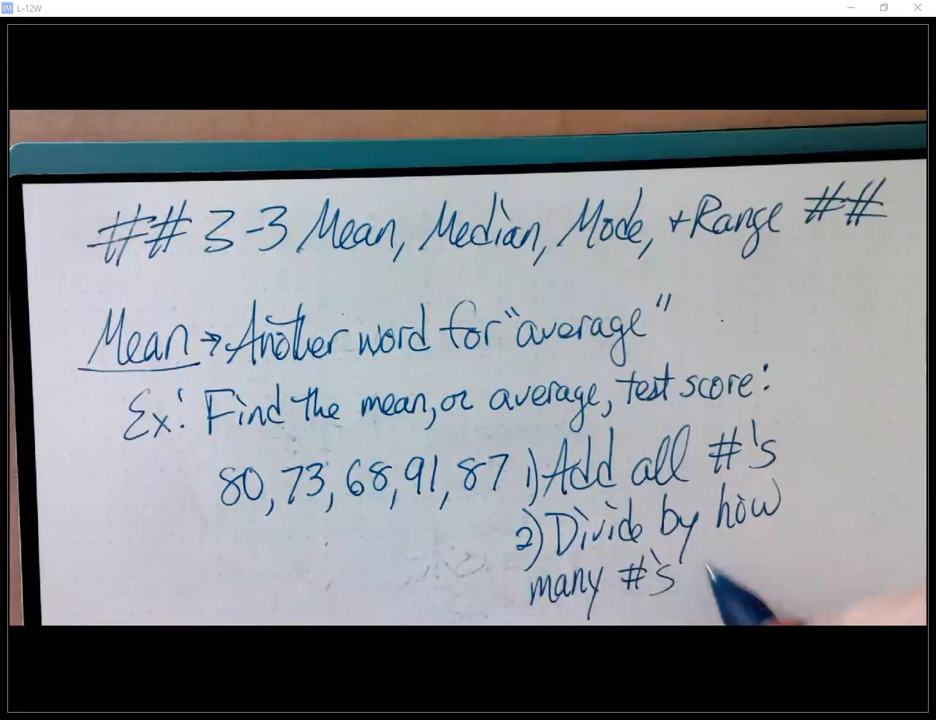 L-12W
## 3-3 Mean, Median, Mode, + Range ##
Mean → Another word for "average"
Ex: Find the mean, or average, test score:
80, 73, 68, 91, 87 1) Add all #'s
2) Divide by how
many #'s